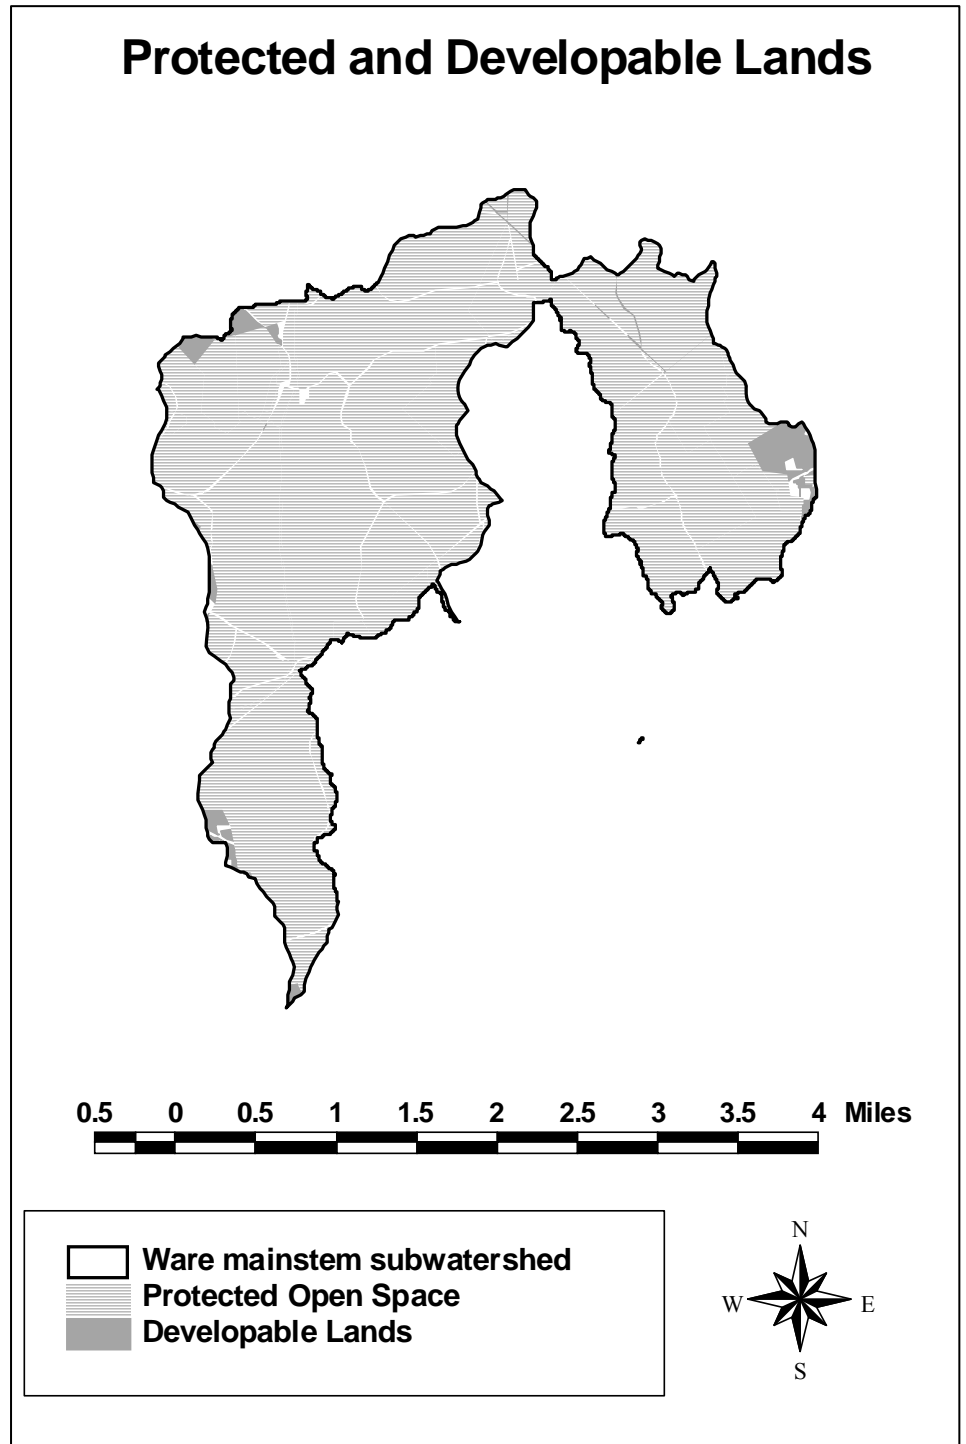 Protected and Developable Lands
0.5 0 0.5 1 1.5 2 2.5 3 3.5 4 Miles
Ware mainstem subwatershed
Protected Open Space
Developable Lands
N
W E
S